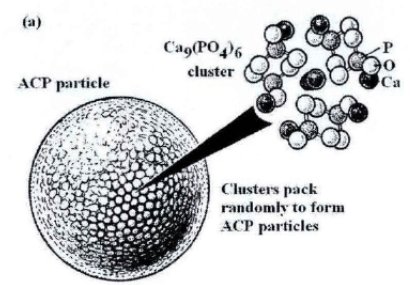 (a)
Ca₉(PO₄)₆
cluster
P
O
Ca
ACP particle
Clusters pack
randomly to form
ACP particles